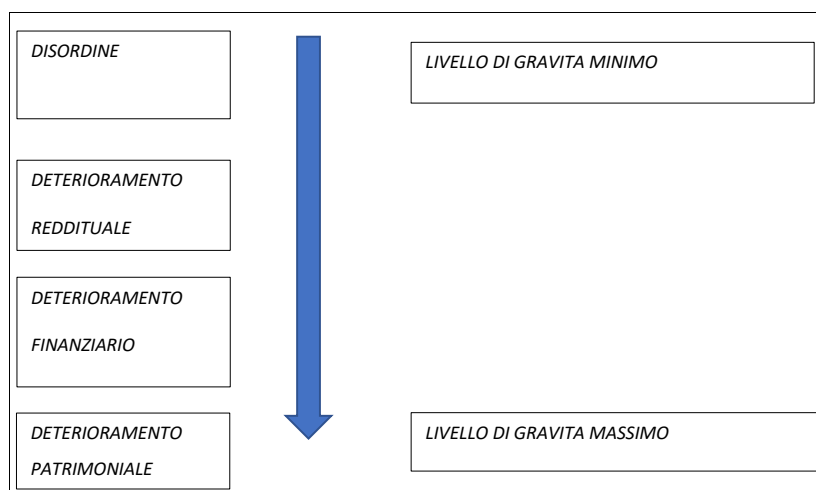 DISORDINE
LIVELLO DI GRAVITA MINIMO
DETERIORAMENTO
REDDITUALE
DETERIORAMENTO
FINANZIARIO
DETERIORAMENTO
PATRIMONIALE
LIVELLO DI GRAVITA MASSIMO